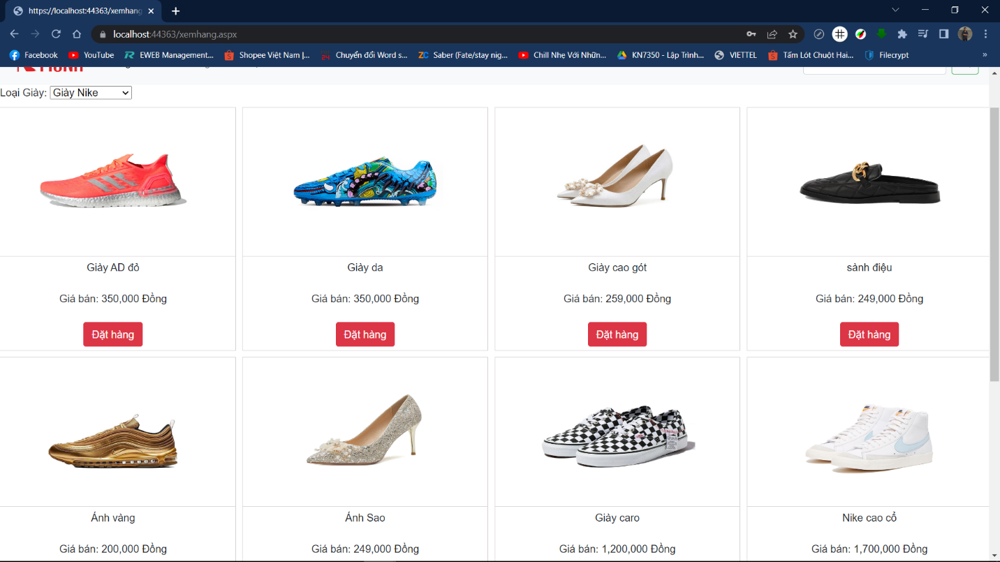 https://localhost:44363/xemhang
localhost:44363/xemhang.aspx
Facebook
YouTube
EWEB Management...
Shopee Việt Nam |...
Chuyển đổi Word s...
Saber (Fate/stay nig...
Chill Nhẹ Với Nhữn...
KN7350 - Lập Trình...
VIETTEL
Tấm Lót Chuột Hai...
Filecrypt
»
Loại Giày: Giày Nike
Giày AD đỏ
Giày da
Giày cao gót
sành điệu
Giá bán: 350,000 Đồng
Giá bán: 350,000 Đồng
Giá bán: 259,000 Đồng
Giá bán: 249,000 Đồng
Đặt hàng
Đặt hàng
Đặt hàng
Đặt hàng
Ánh vàng
Ánh Sao
Giày caro
Nike cao cổ
Giá bán: 200,000 Đồng
Giá bán: 249,000 Đồng
Giá bán: 1,200,000 Đồng
Giá bán: 1,700,000 Đồng